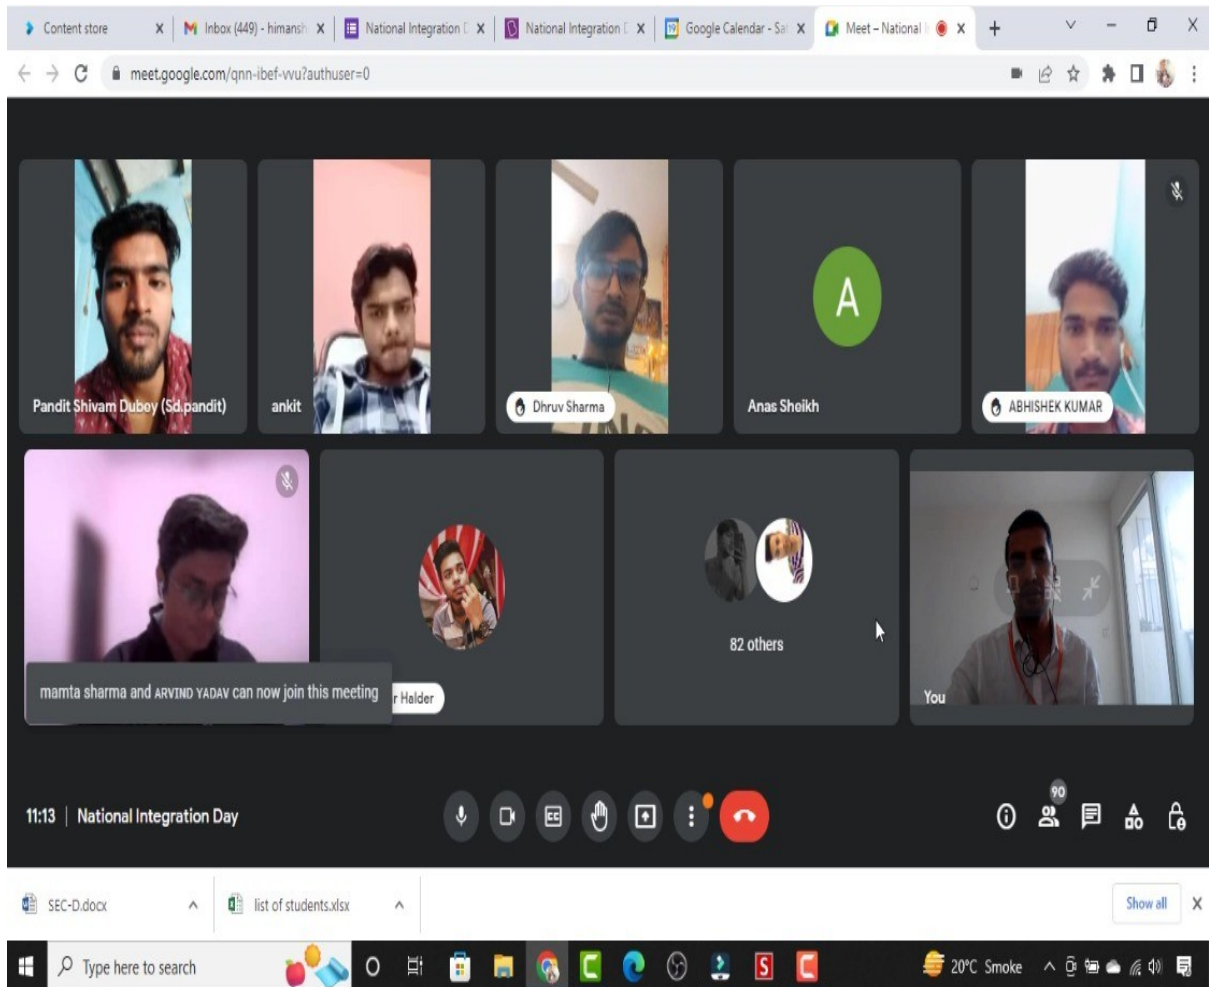 Content store
Inbox (449) - himansh
National Integration D
National Integration D
Google Calendar - Sat
Meet – National I
meet.google.com/qnn-ibef-vvu?authuser=0
Pandit Shivam Duboy (Sd.pandit)
ankit
Dhruv Sharma
A
Anas Sheikh
ABHISHEK KUMAR
mamta sharma and ARVIND YADAV can now join this meeting
r Halder
82 others
You
11:13 | National Integration Day
CC
90
SEC-D.docx
list of students.xlsx
Show all
Type here to search
S
20°C Smoke